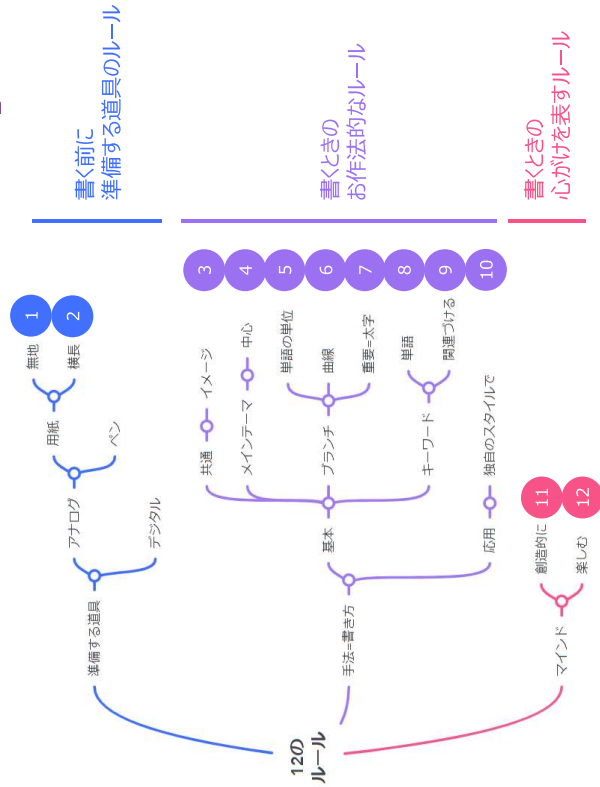 12の
ルール
準備する道具
アナログ
用紙
無地
1
横長
2
ペン
デジタル
書く前に
準備する道具のルール
手法=書き方
基本
共通
イメージ
3
メインテーマ
中心
4
ブランチ
単語の単位
5
曲線
6
重要=太字
7
キーワード
単語
8
関連づける
9
応用
独自のスタイルで
10
書くときの
お作法的なルール
マインド
創造的に
11
楽しむ
12
書くときの
心がけを表すルール